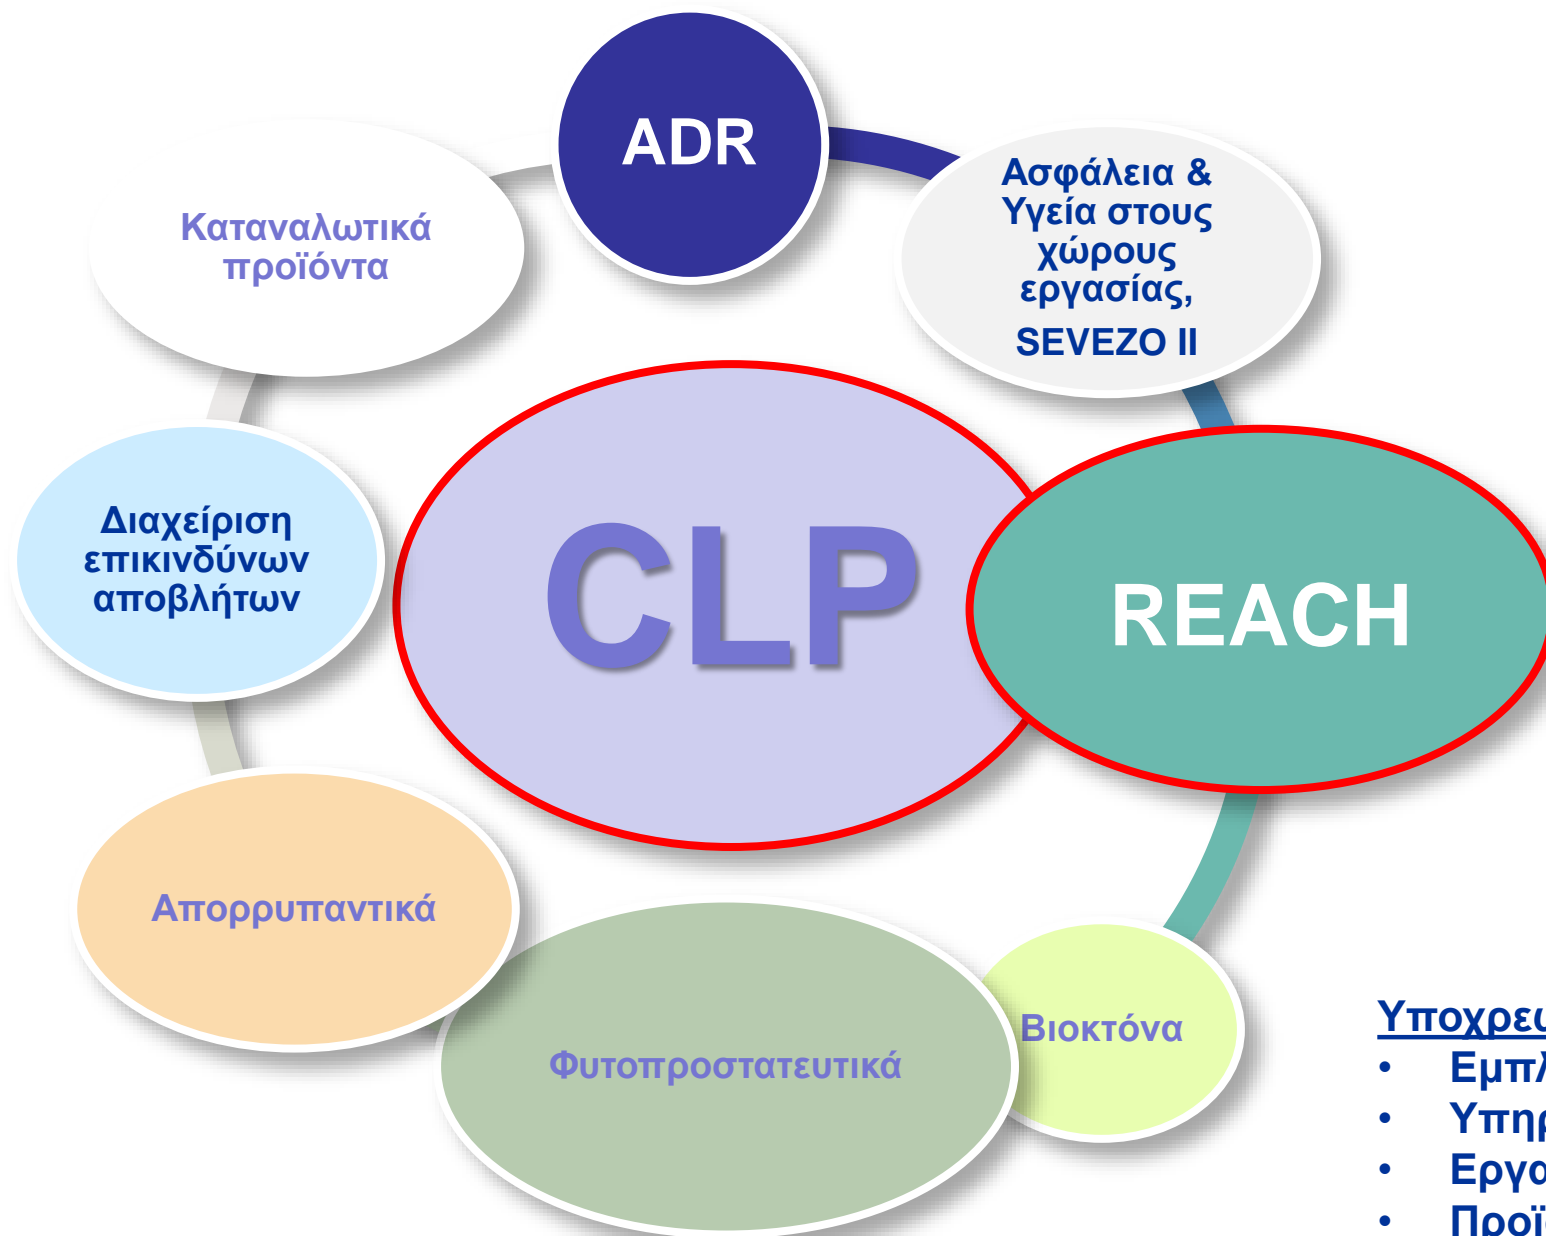 ADR
Ασφάλεια &
Υγεία στους
χώρους
εργασίας,
SEVEZO II
Καταναλωτικά
προϊόντα
CLP
REACH
Διαχείριση
επικινδύνων
αποβλήτων
Απορρυπαντικά
Φυτοπροστατευτικά
Βιοκτόνα